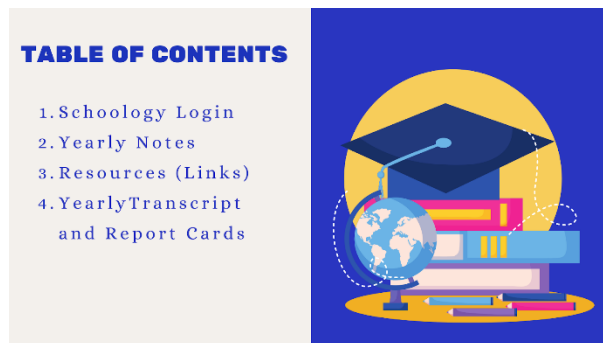 TABLE OF CONTENTS
1. Schoology Login
2. Yearly Notes
3. Resources (Links)
4. YearlyTranscript
and Report Cards